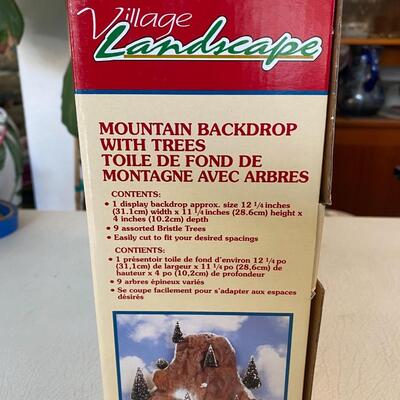 Village
Landscape
MOUNTAIN BACKDROP
WITH TREES
TOILE DE FOND DE
MONTAGNE AVEC ARBRES
CONTENTS:
• 1 display backdrop approx. size 12 1/4 inches
(31.1cm) width x 11 1/4 inches (28.6cm) height x
4 inches (10.2cm) depth
• 9 assorted Bristle Trees
• Easily cut to fit your desired spacings
CONTIENTS:
• 1 présentoir toile de fond d'environ 12 1/4 po
(31,1cm) de largeur x 11 1/4 po (28,6cm) de
hauteur x 4 po (10,2cm) de profondeur
• 9 arbres épineux variés
• Se coupe facilement pour s'adapter aux espaces
désirés